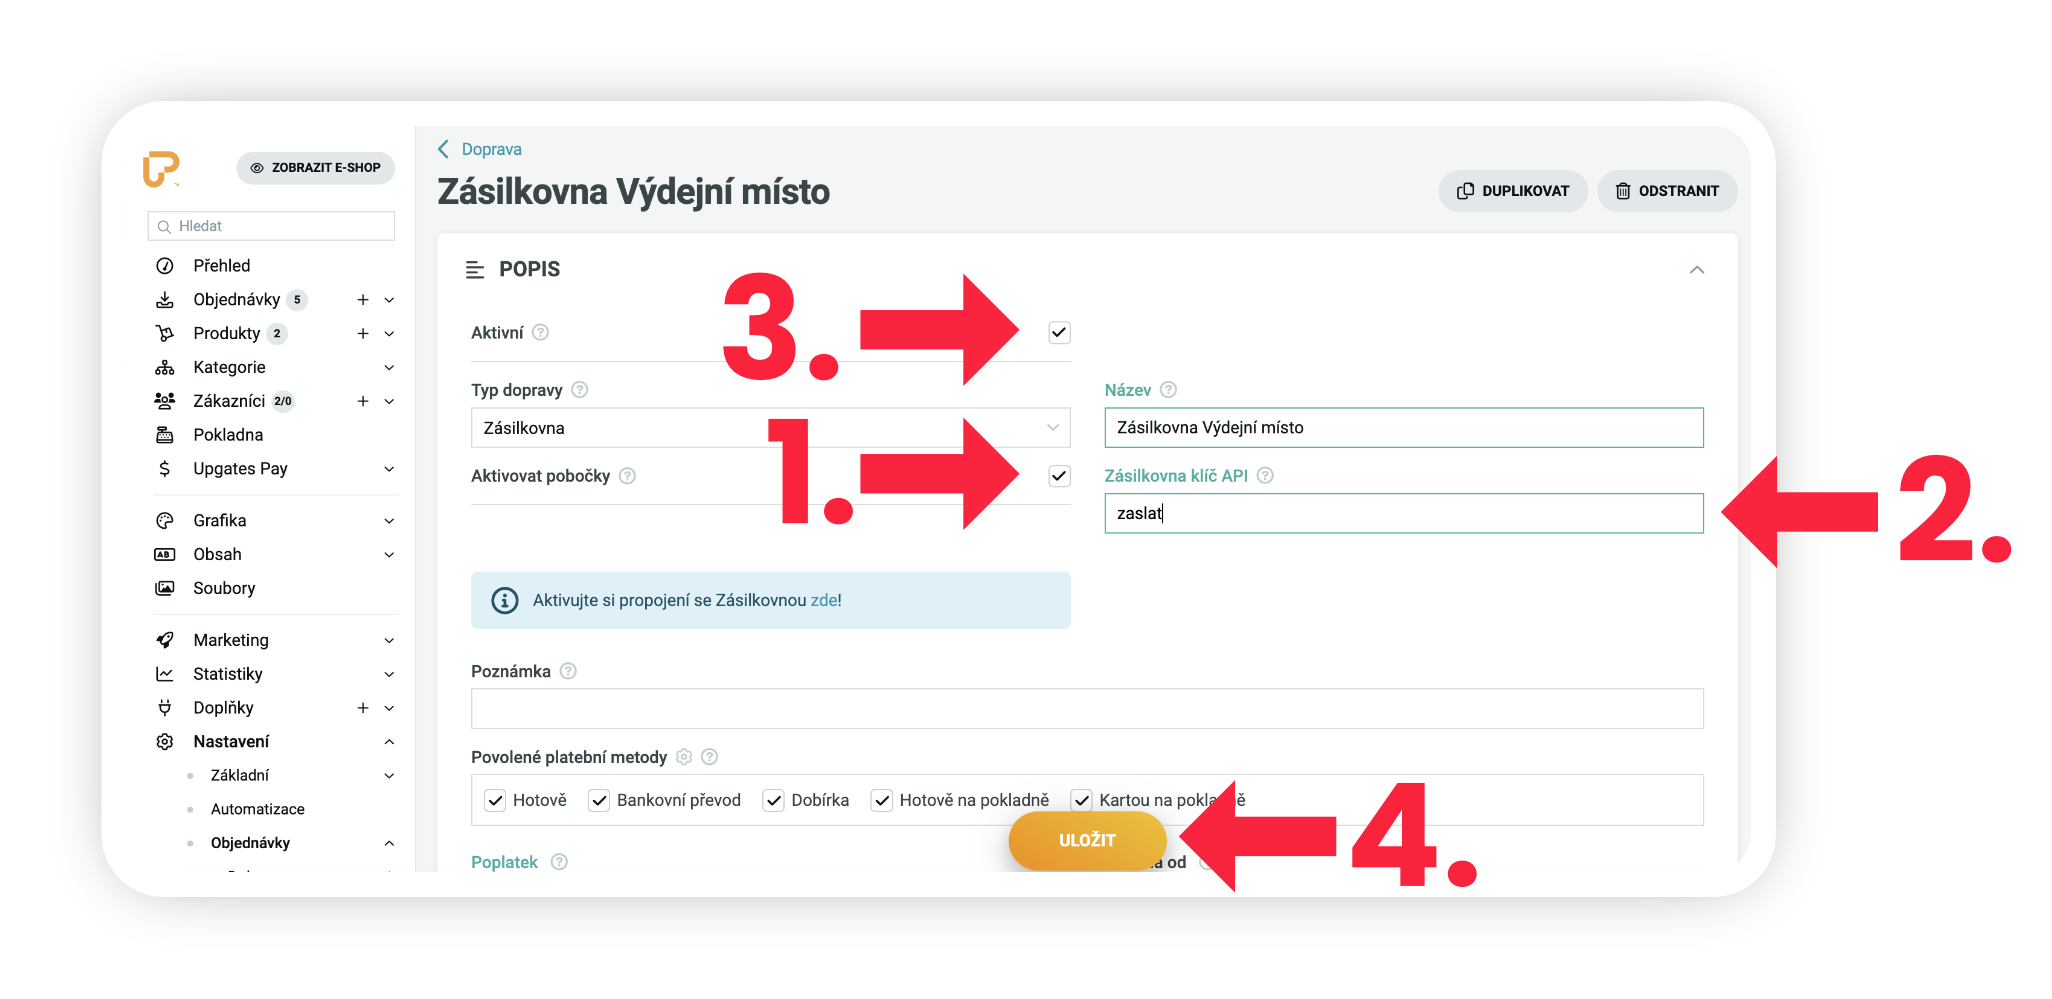 ZOBRAZIT E-SHOP
Hledat
Přehled
Objednávky 5
Produkty 2
Kategorie
Zákazníci 2/0
Pokladna
Upgates Pay
Grafika
AB Obsah
Soubory
Marketing
Statistiky
Doplňky
Nastavení
Základní
Automatizace
Objednávky
Doprava
Zásilkovna Výdejní místo
DUPLIKOVAT
ODSTRANIT
POPIS
Aktivní
3.
Typ dopravy
Název
Zásilkovna
Zásilkovna Výdejní místo
Aktivovat pobočky
1.
Zásilkovna klíč API
zaslat
2.
Aktivujte si propojení se Zásilkovnou zde!
Poznámka
Povolené platební metody
Hotově Bankovní převod Dobírka Hotově na pokladně Kartou na pokladně
ULOŽIT
4.
Poplatek
od